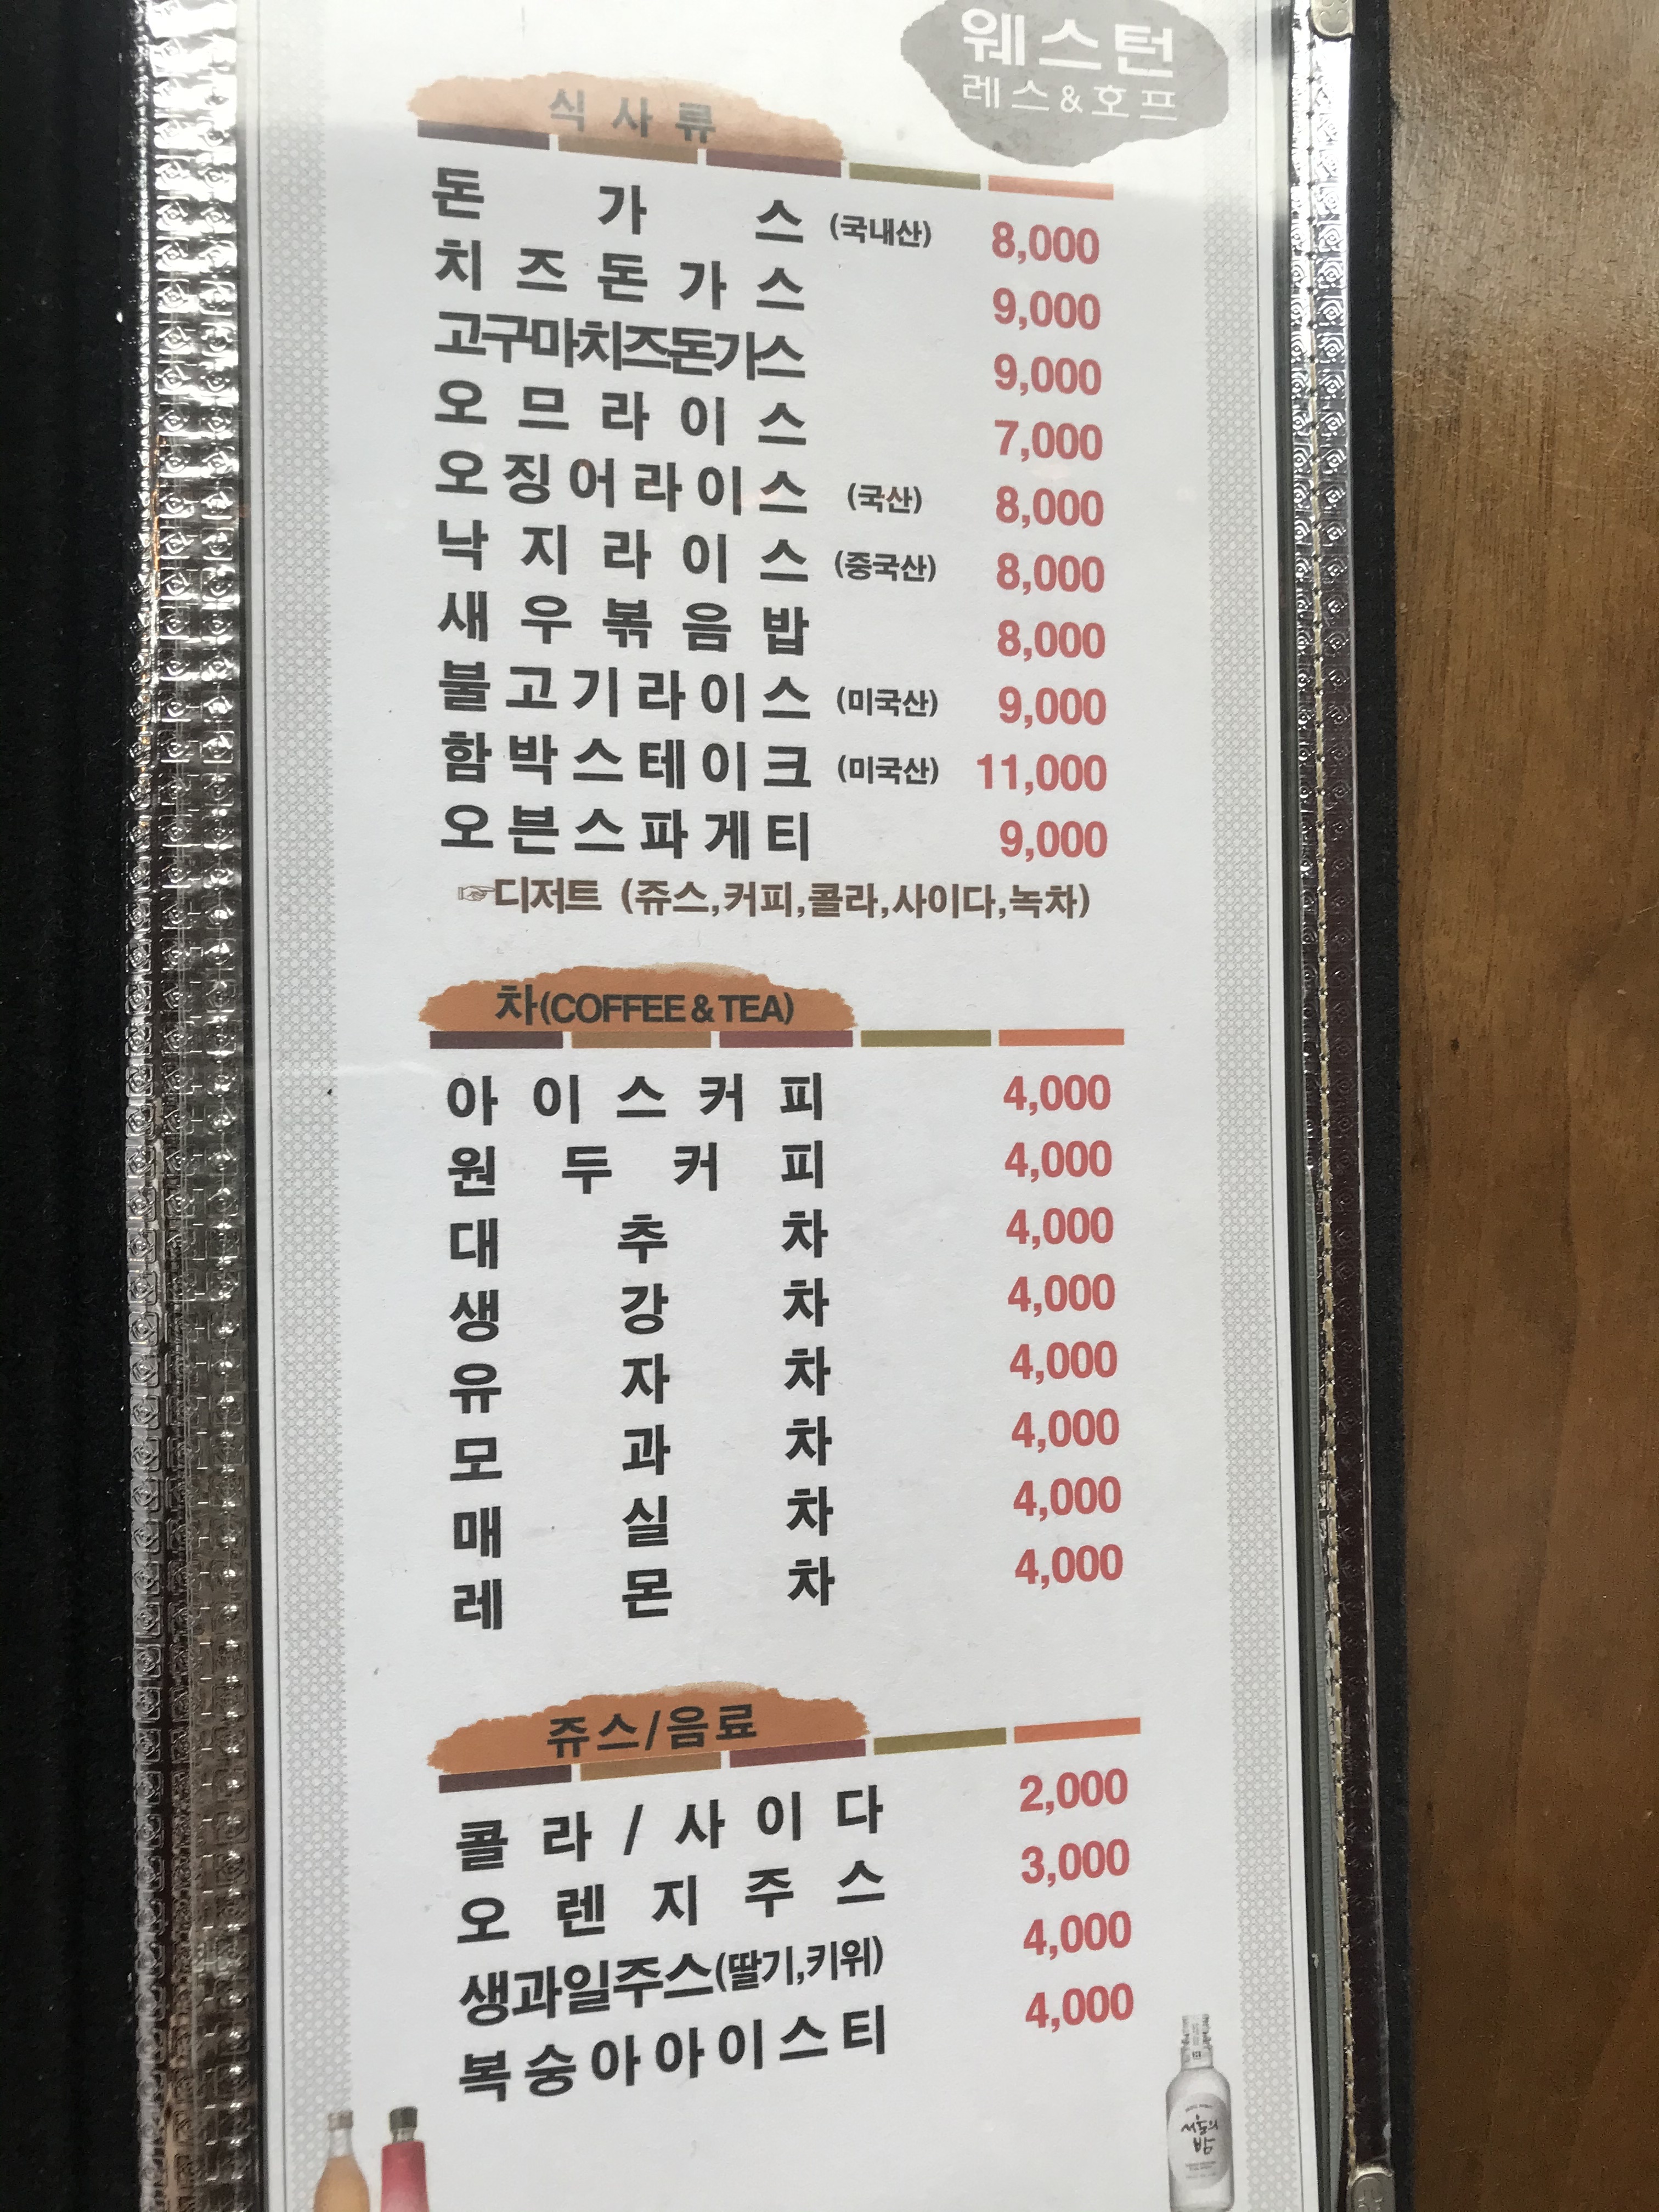 웨스턴
레스&호프
식사류
돈가스 (국내산) 8,000
치즈돈가스 9,000
고구마치즈돈가스 9,000
오므라이스 7,000
오징어라이스 (국산) 8,000
낙지라이스 (중국산) 8,000
새우볶음밥 8,000
불고기라이스 (미국산) 9,000
함박스테이크 (미국산) 11,000
오븐스파게티 9,000
☞디저트 (쥬스,커피,콜라,사이다,녹차)
차(COFFEE & TEA)
아이스커피 4,000
원두커피 4,000
대추차 4,000
생강차 4,000
유자차 4,000
모과차 4,000
매실차 4,000
레몬차 4,000
쥬스/음료
콜라/사이다 2,000
오렌지주스 3,000
생과일주스(딸기,키위) 4,000
복숭아아이스티 4,000
서울의
밤